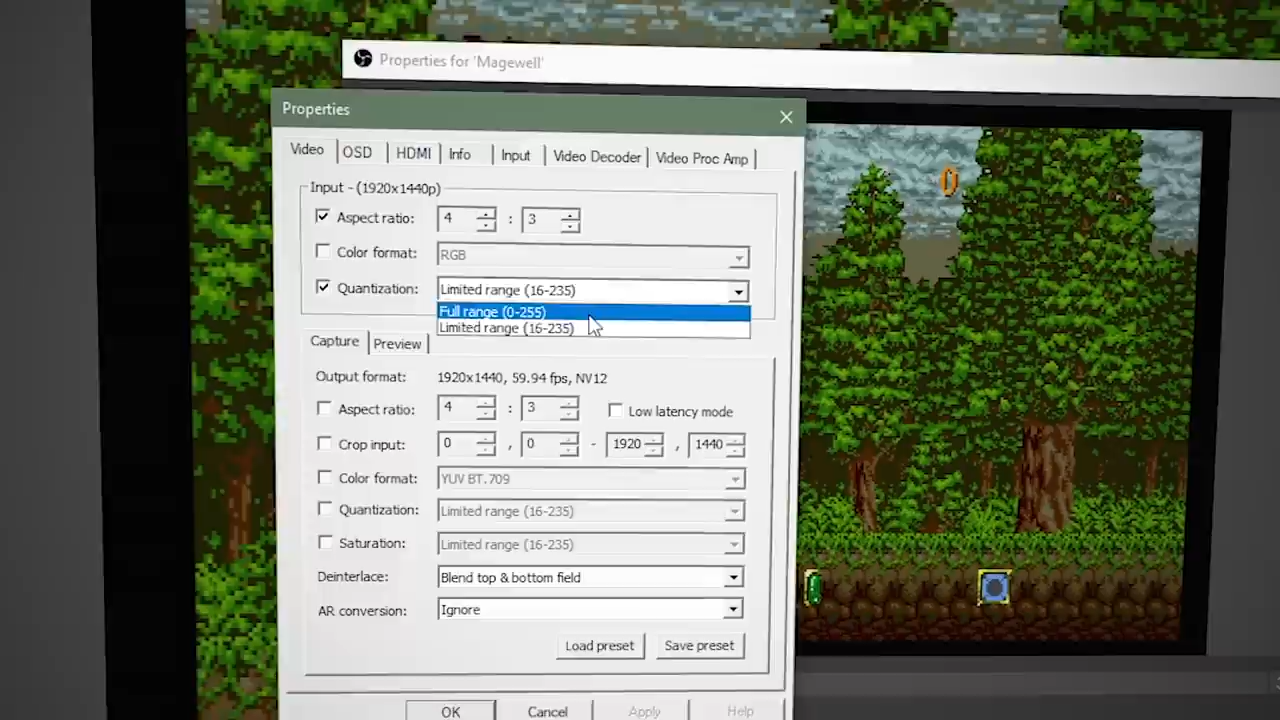 Properties for 'Magewell'
Properties
Video OSD HDMI Info Input Video Decoder Video Proc Amp
Input - (1920x1440p)
Aspect ratio: 4 : 3
Color format: RGB
Quantization: Limited range (16-235)
Full range (0-255)
Limited range (16-235)
Capture Preview
Output format: 1920x1440, 59.94 fps, NV12
Aspect ratio: 4 : 3 Low latency mode
Crop input: 0 , 0 - 1920 , 1440
Color format: YUV BT.709
Quantization: Limited range (16-235)
Saturation: Limited range (16-235)
Deinterlace: Blend top & bottom field
AR conversion: Ignore
Load preset Save preset
OK Cancel Apply Help